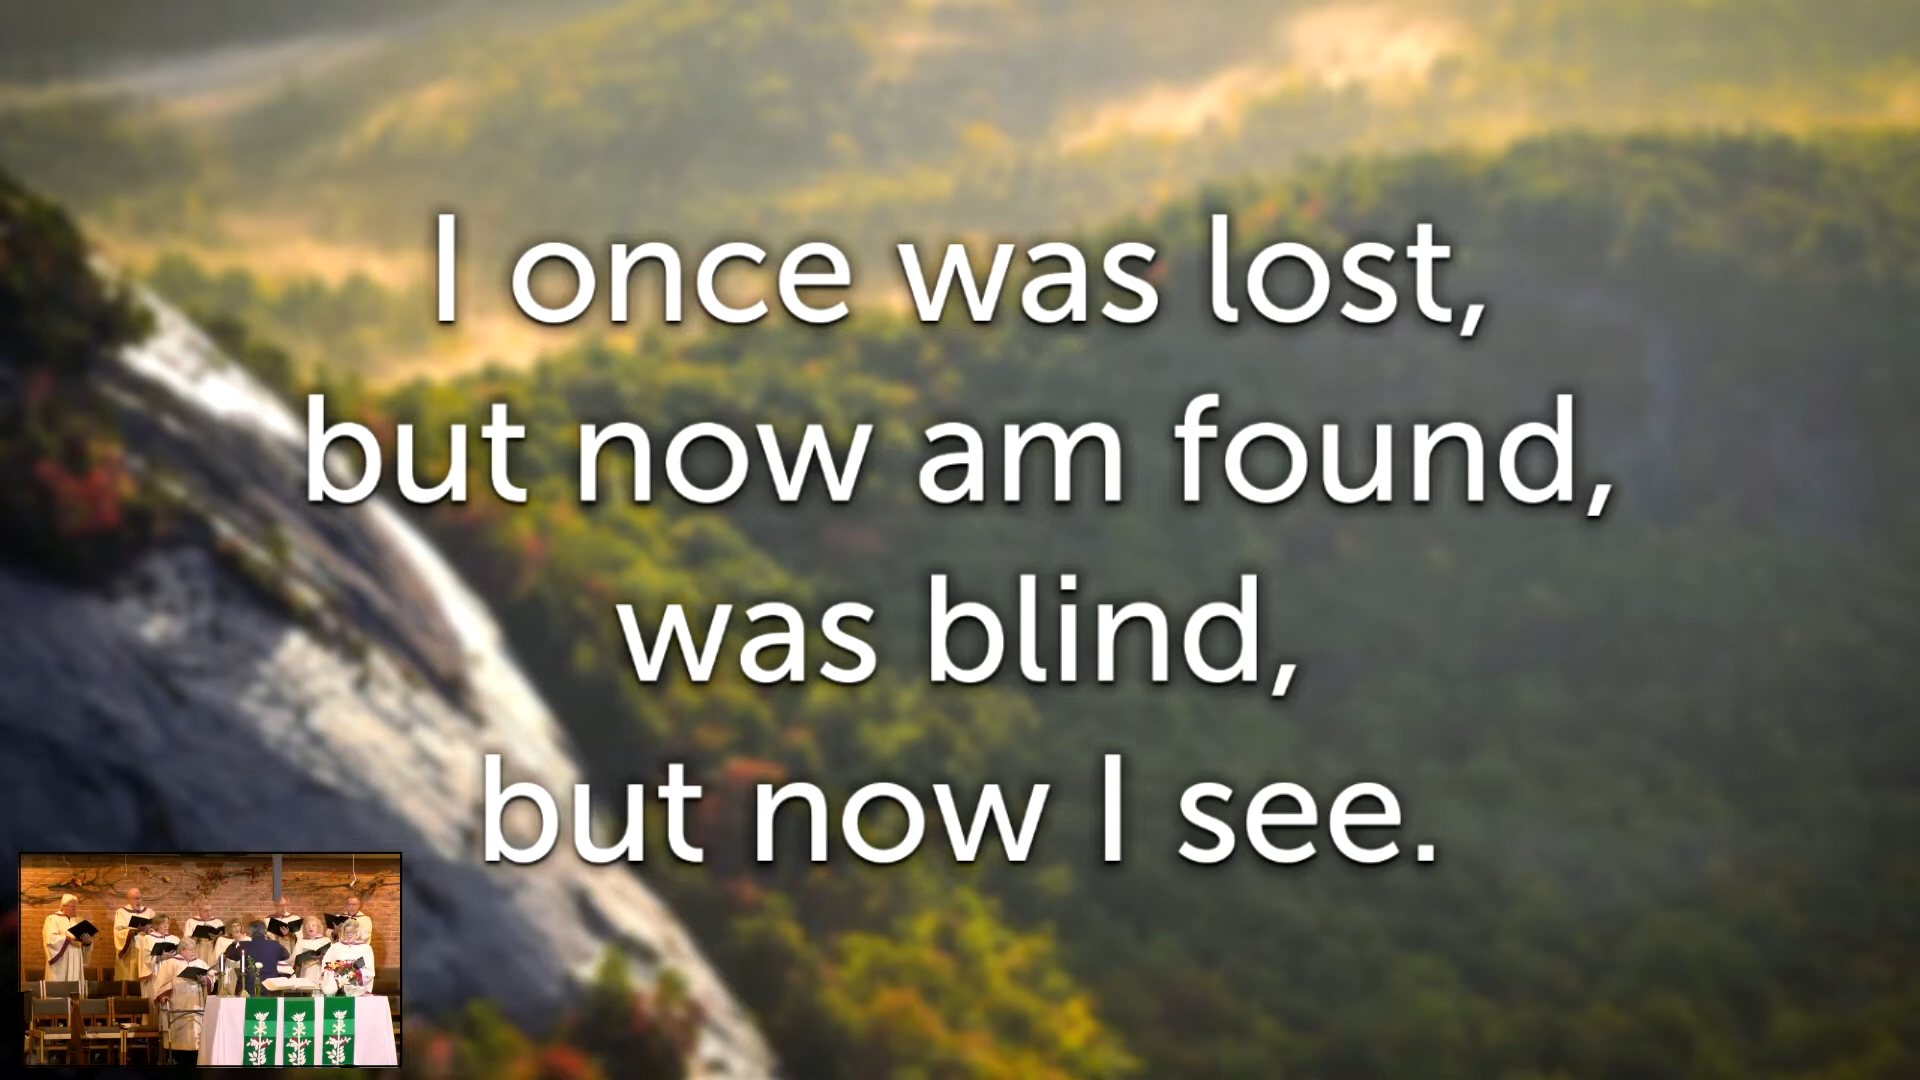 I once was lost,
but now am found,
was blind,
but now I see.